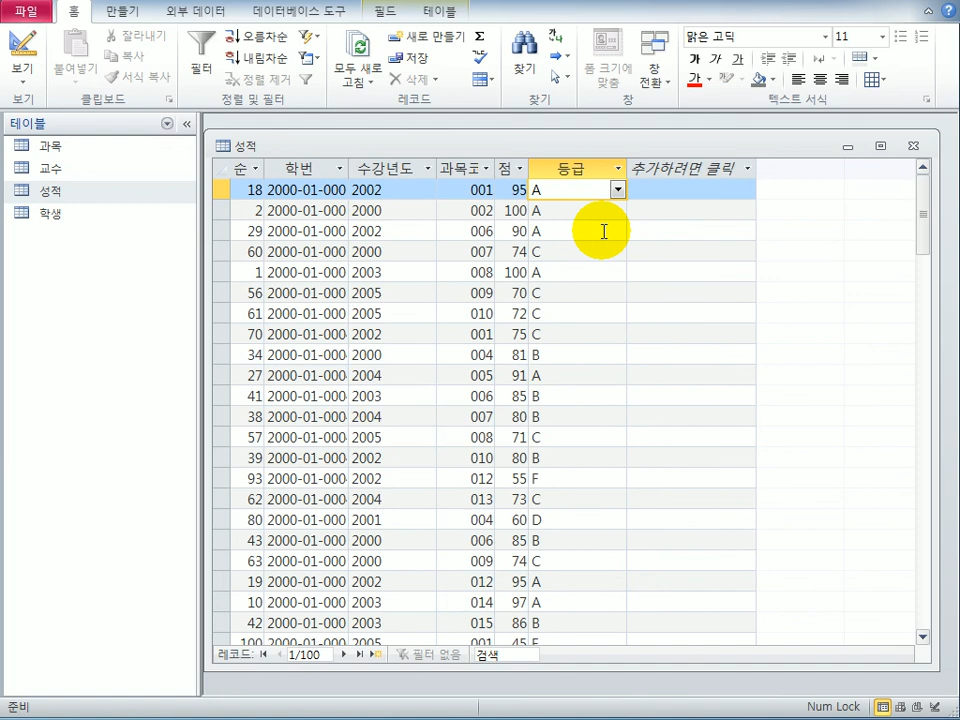 파일 홈 만들기 외부 데이터 데이터베이스 도구 필드 테이블
보기 붙여넣기 잘라내기 복사 서식 복사 필터 오름차순 내림차순 정렬 제거 모두 새로 고침 새로 만들기 저장 삭제 찾기 폼 크기에 맞춤 창 전환 맑은 고딕 11
가 가 가
가
보기 클립보드 정렬 및 필터 레코드 찾기 창 텍스트 서식
테이블
과목
교수
성적
학생
성적
순 학번 수강년도 과목코 점 등급 추가하려면 클릭
18 2000-01-000 2002 001 95 A
2 2000-01-000 2000 002 100 A
29 2000-01-000 2002 006 90 A
60 2000-01-000 2000 007 74 C
1 2000-01-000 2003 008 100 A
56 2000-01-000 2005 009 70 C
61 2000-01-000 2005 010 72 C
70 2000-01-000 2002 001 75 C
34 2000-01-000 2000 004 81 B
27 2000-01-000 2004 005 91 A
41 2000-01-000 2003 006 85 B
38 2000-01-000 2004 007 80 B
57 2000-01-000 2005 008 71 C
39 2000-01-000 2002 010 80 B
93 2000-01-000 2002 012 55 F
62 2000-01-000 2004 013 73 C
80 2000-01-000 2001 004 60 D
43 2000-01-000 2000 006 85 B
63 2000-01-000 2000 009 74 C
19 2000-01-000 2002 012 95 A
10 2000-01-000 2003 014 97 A
42 2000-01-000 2003 015 86 B
100 2000-01-000 2005 001 45 F
레코드: 1/100 필터 없음 검색
준비 Num Lock